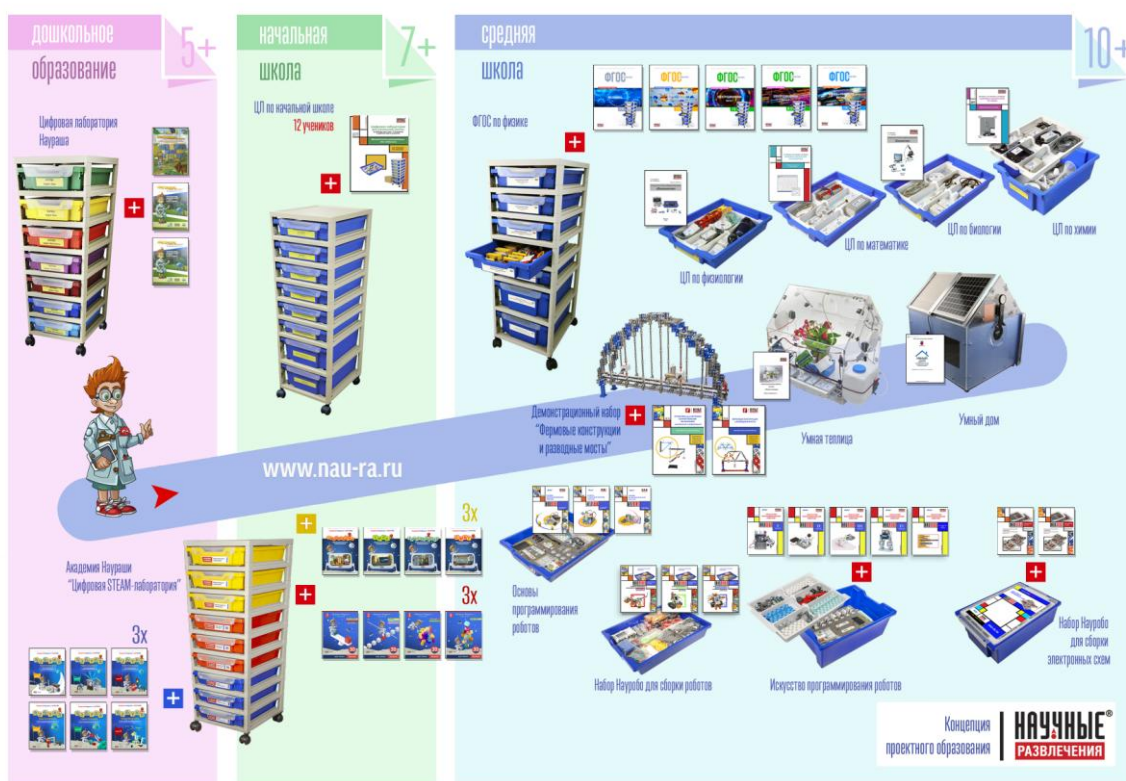 дошкольное
образование
5+
Цифровая лаборатория
Наураша
начальная
школа
7+
ЦЛ по начальной школе
12 учеников
средняя
школа
10+
ФГОС по физике
ФГОС
ФГОС
ФГОС
ФГОС
ФГОС
ЦЛ по физиологии
ЦЛ по математике
ЦЛ по биологии
ЦЛ по химии
Демонстрационный набор
"Фермовые конструкции
и разводные мосты"
Умная теплица
Умный дом
www.nau-ra.ru
Академия Наураши
"Цифровая STEAM-лаборатория"
3x
3x
3x
Основы
программирования
роботов
Набор Науробо для сборки роботов
Искусство программирования роботов
Набор Науробо
для сборки
электронных схем
Концепция
проектного образования
НАУЧНЫЕ®
РАЗВЛЕЧЕНИЯ